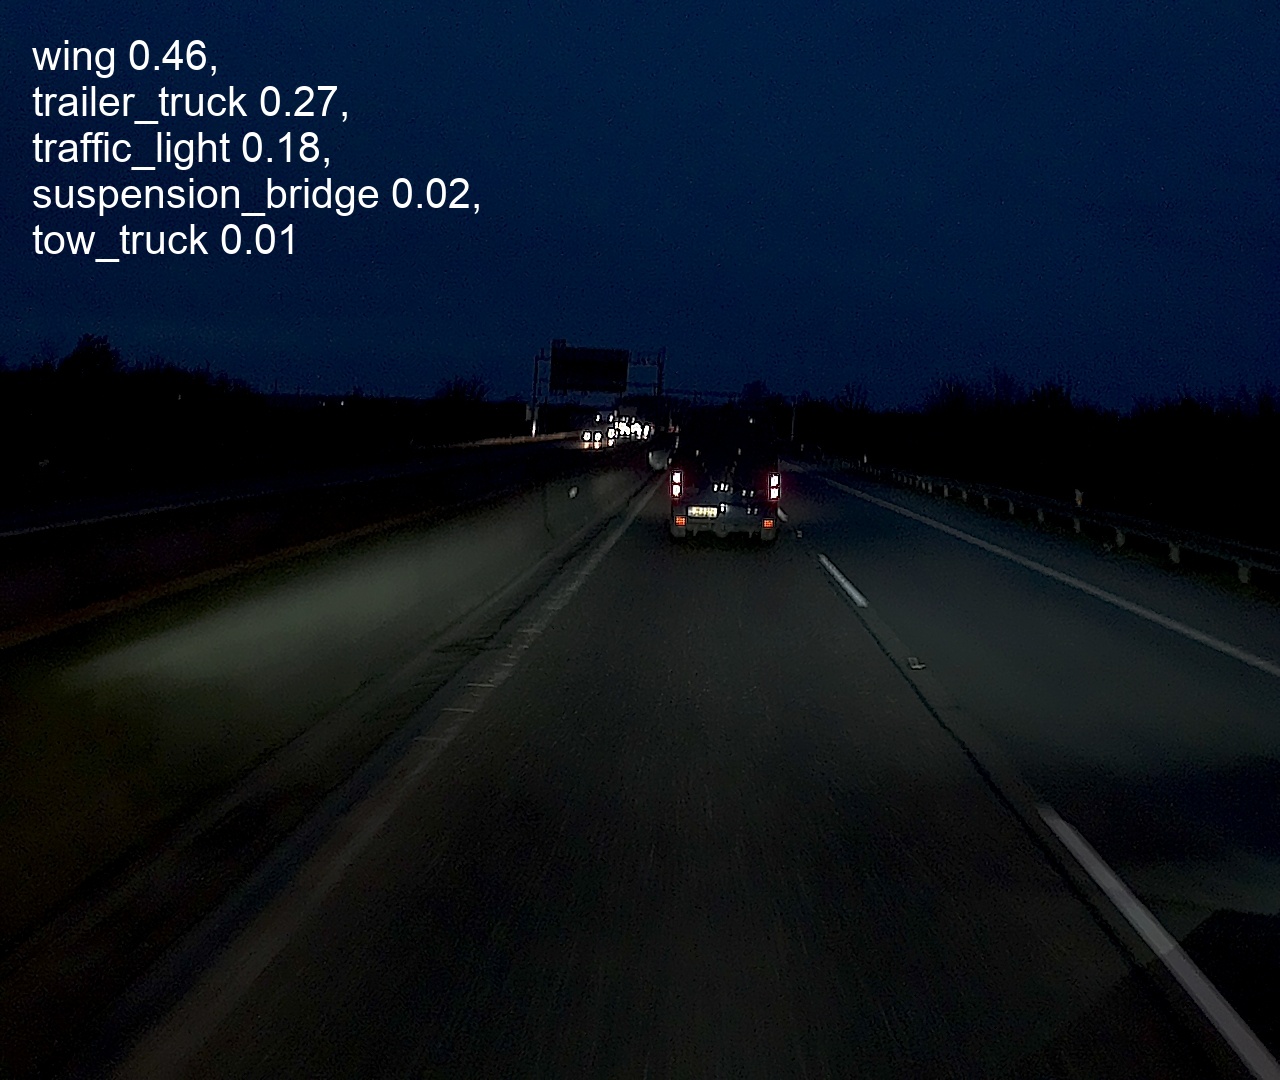 wing 0.46,
trailer_truck 0.27,
traffic_light 0.18,
suspension_bridge 0.02,
tow_truck 0.01